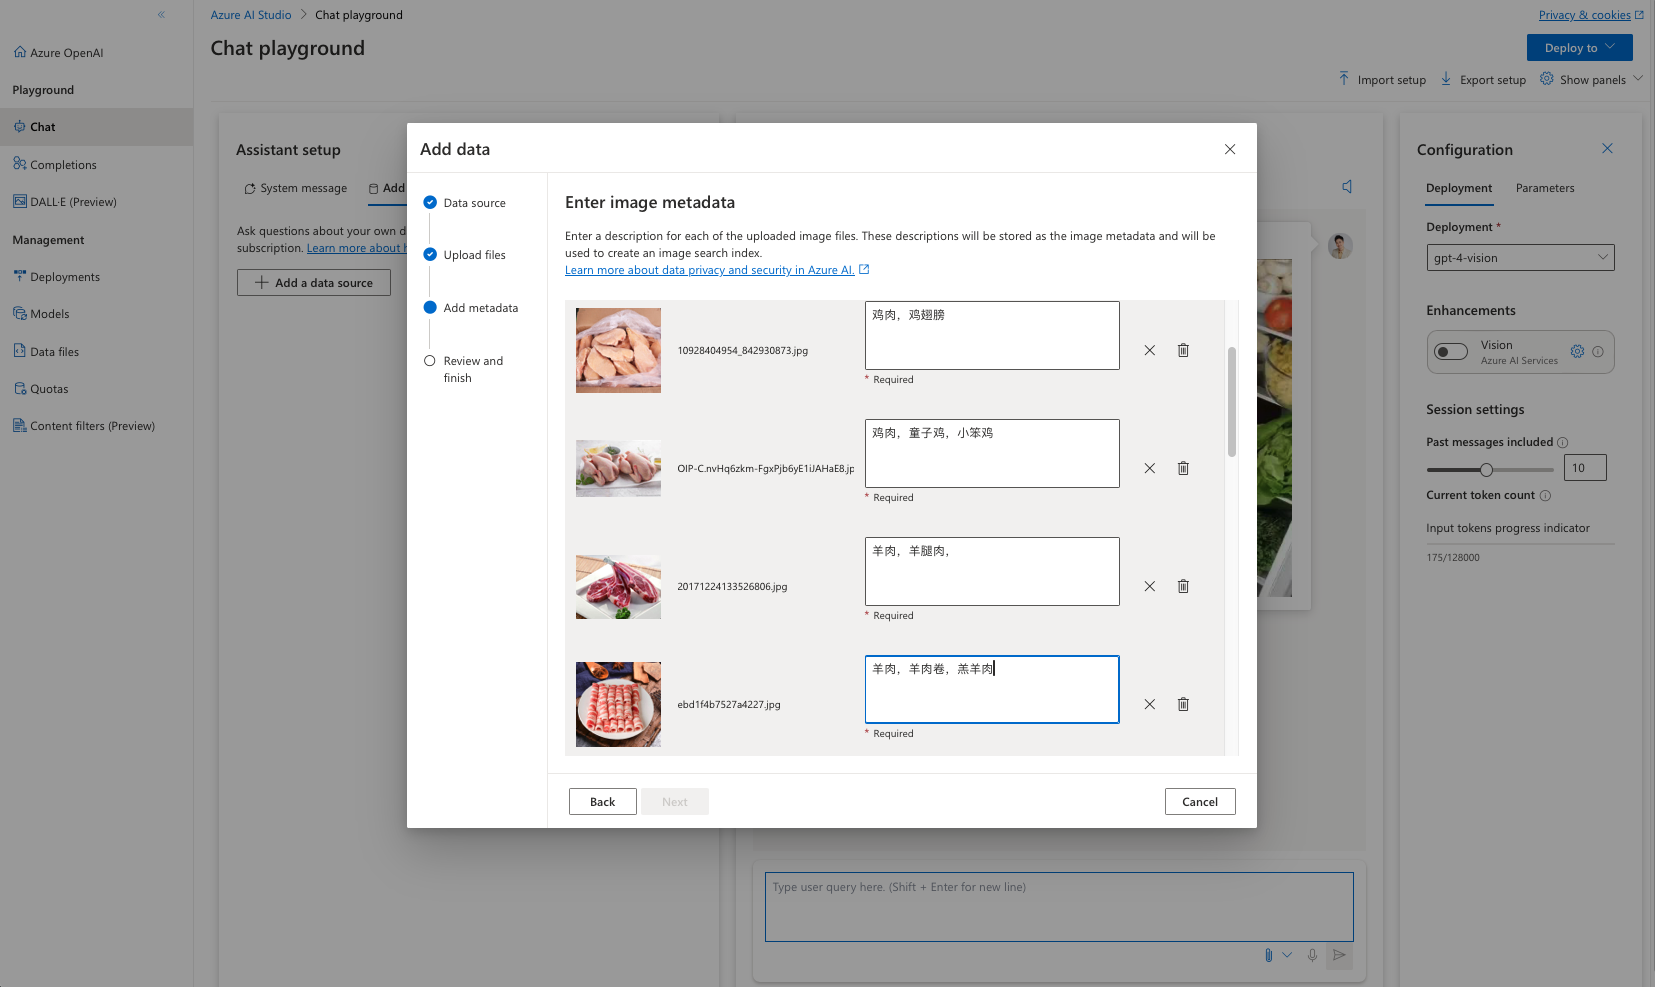 Azure AI Studio > Chat playground
Privacy & cookies
Chat playground
Deploy to
Import setup
Export setup
Show panels
Azure OpenAI
Playground
Chat
Completions
DALL·E (Preview)
Management
Deployments
Models
Data files
Quotas
Content filters (Preview)
Assistant setup
System message
Add
Ask questions about your own d
subscription. Learn more about h
Add a data source
Add data
Data source
Upload files
Add metadata
Review and
finish
Enter image metadata
Enter a description for each of the uploaded image files. These descriptions will be stored as the image metadata and will be
used to create an image search index.
Learn more about data privacy and security in Azure AI.
10928404954_842930873.jpg
鸡肉，鸡翅膀
* Required
OIP-C.nvHq6zkm-FgxPjb6yE1iJAHaE8.jp
鸡肉，童子鸡，小笨鸡
* Required
20171224133526806.jpg
羊肉，羊腿肉，
* Required
ebd1f4b7527a4227.jpg
羊肉，羊肉卷，羔羊肉
* Required
Back
Next
Cancel
Type user query here. (Shift + Enter for new line)
Configuration
Deployment
Parameters
Deployment *
gpt-4-vision
Enhancements
Vision
Azure AI Services
Session settings
Past messages included
10
Current token count
Input tokens progress indicator
175/128000